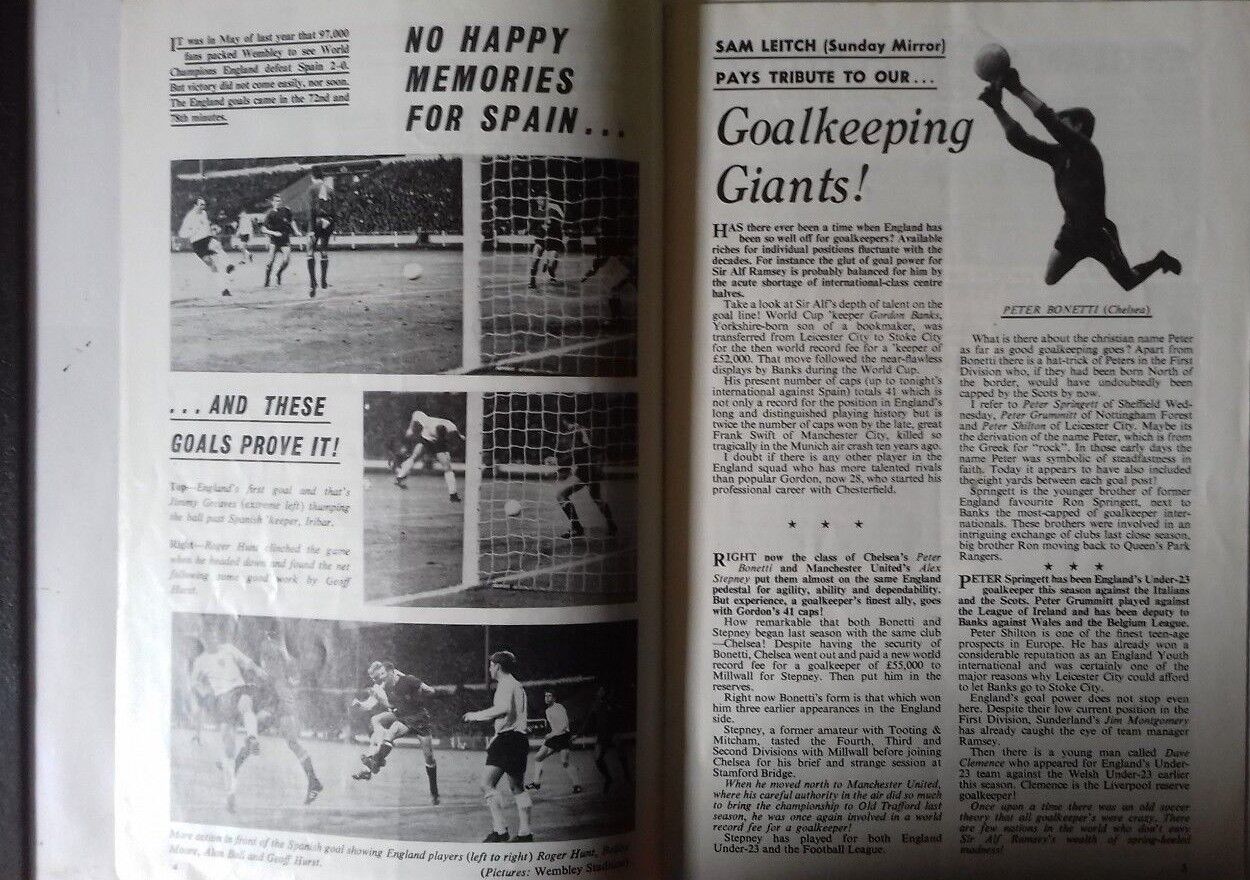 IT was in May of last year that 97,000
fans packed Wembley to see World
Champions England defeat Spain 2-0.
But victory did not come easily, nor soon.
The England goals came in the 72nd and
78th minutes.
NO HAPPY
MEMORIES
FOR SPAIN...
...AND THESE
GOALS PROVE IT!
Top—England's first goal and that's
Jimmy Greaves (extreme left) thumping
the ball past Spanish 'keeper, Iribar.
Right—Roger Hunt clinched the game
when he headed down and found the net
following some good work by Geoff
Hurst.
More action in front of the Spanish goal showing England players (left to right) Roger Hunt, Bobby
Moore, Alan Ball and Geoff Hurst.
(Pictures: Wembley Stadium)
4
SAM LEITCH (Sunday Mirror)
PAYS TRIBUTE TO OUR...
Goalkeeping
Giants!
HAS there ever been a time when England has
been so well off for goalkeepers? Available
riches for individual positions fluctuate with the
decades. For instance the glut of goal power for
Sir Alf Ramsey is probably balanced for him by
the acute shortage of international-class centre
halves.
Take a look at Sir Alf's depth of talent on the
goal line! World Cup 'keeper Gordon Banks,
Yorkshire-born son of a bookmaker, was
transferred from Leicester City to Stoke City
for the then world record fee for a 'keeper of
£52,000. That move followed the near-flawless
displays by Banks during the World Cup.
His present number of caps (up to tonight's
international against Spain) totals 41 which is
not only a record for the position in England's
long and distinguished playing history but is
twice the number of caps won by the late, great
Frank Swift of Manchester City, killed so
tragically in the Munich air crash ten years ago.
I doubt if there is any other player in the
England squad who has more talented rivals
than popular Gordon, now 28, who started his
professional career with Chesterfield.
★ ★ ★
RIGHT now the class of Chelsea's Peter
Bonetti and Manchester United's Alex
Stepney put them almost on the same England
pedestal for agility, ability and dependability.
But experience, a goalkeeper's finest ally, goes
with Gordon's 41 caps!
How remarkable that both Bonetti and
Stepney began last season with the same club
—Chelsea! Despite having the security of
Bonetti, Chelsea went out and paid a new world
record fee for a goalkeeper of £55,000 to
Millwall for Stepney. Then put him in the
reserves.
Right now Bonetti's form is that which won
him three earlier appearances in the England
side.
Stepney, a former amateur with Tooting &
Mitcham, tasted the Fourth, Third and
Second Divisions with Millwall before joining
Chelsea for his brief and strange session at
Stamford Bridge.
When he moved north to Manchester United,
where his careful authority in the air did so much
to bring the championship to Old Trafford last
season, he was once again involved in a world
record fee for a goalkeeper!
Stepney has played for both England
Under-23 and the Football League.
PETER BONETTI (Chelsea)
What is there about the christian name Peter
as far as good goalkeeping goes? Apart from
Bonetti there is a hat-trick of Peters in the First
Division who, if they had been born North of
the border, would have undoubtedly been
capped by the Scots by now.
I refer to Peter Springett of Sheffield Wed-
nesday, Peter Grummitt of Nottingham Forest
and Peter Shilton of Leicester City. Maybe its
the derivation of the name Peter, which is from
the Greek for "rock". In those early days the
name Peter was symbolic of steadfastness in
faith. Today it appears to have also included
the eight yards between each goal post!
Springett is the younger brother of former
England favourite Ron Springett, next to
Banks the most-capped of goalkeeper inter-
nationals. These brothers were involved in an
intriguing exchange of clubs last close season,
big brother Ron moving back to Queen's Park
Rangers.
★ ★ ★
PETER Springett has been England's Under-23
goalkeeper this season against the Italians
and the Scots. Peter Grummitt played against
the League of Ireland and has been deputy to
Banks against Wales and the Belgium League.
Peter Shilton is one of the finest teen-age
prospects in Europe. He has already won a
considerable reputation as an England Youth
international and was certainly one of the
major reasons why Leicester City could afford
to let Banks go to Stoke City.
England's goal power does not stop even
here. Despite their low current position in the
First Division, Sunderland's Jim Montgomery
has already caught the eye of team manager
Ramsey.
Then there is a young man called Dave
Clemence who appeared for England's Under-
23 team against the Welsh Under-23 earlier
this season. Clemence is the Liverpool reserve
goalkeeper!
Once upon a time there was an old soccer
theory that all goalkeeper's were crazy. There
are few nations in the world who don't envy
Sir Alf Ramsey's wealth of spring-heeled
madness!
5